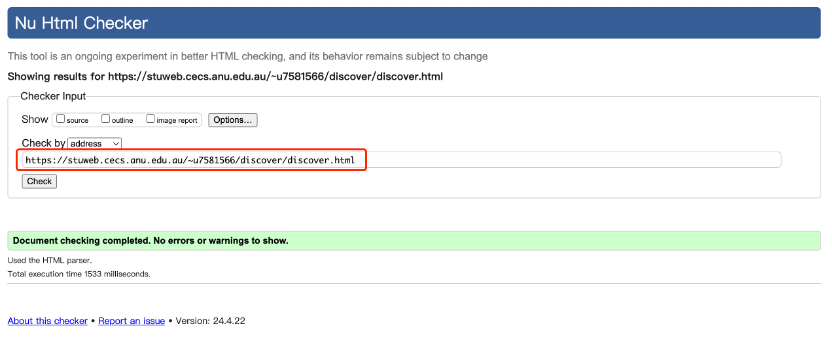 Nu Html Checker
This tool is an ongoing experiment in better HTML checking, and its behavior remains subject to change
Showing results for https://stuweb.cecs.anu.edu.au/~u7581566/discover/discover.html
Checker Input
Show source outline image report Options...
Check by address
https://stuweb.cecs.anu.edu.au/~u7581566/discover/discover.html
Check
Document checking completed. No errors or warnings to show.
Used the HTML parser.
Total execution time 1533 milliseconds.
About this checker • Report an issue • Version: 24.4.22